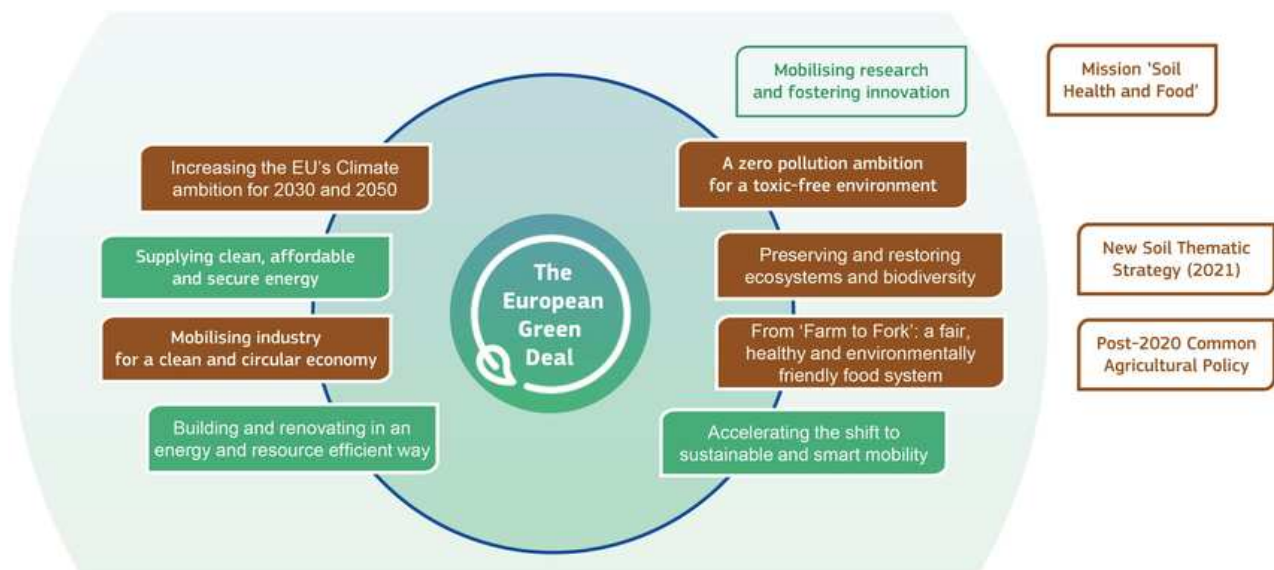 Mobilising research
and fostering innovation
Mission 'Soil
Health and Food'
Increasing the EU's Climate
ambition for 2030 and 2050
A zero pollution ambition
for a toxic-free environment
Supplying clean, affordable
and secure energy
The
European
Green
Deal
Preserving and restoring
ecosystems and biodiversity
New Soil Thematic
Strategy (2021)
Mobilising industry
for a clean and circular economy
From 'Farm to Fork': a fair,
healthy and environmentally
friendly food system
Post-2020 Common
Agricultural Policy
Building and renovating in an
energy and resource efficient way
Accelerating the shift to
sustainable and smart mobility